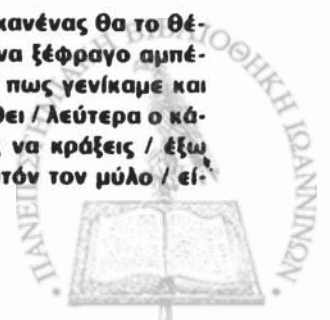 κανένας θα το θέ-
να ξέφραγο αμπέ-
πως γενίκαμε και
θει / λεύτερα ο κά-
να κράξεις / έξω
τόν τον μύλο / εί-
ΠΑΝΕΠΙΣΤΗΜΙΑΚΗ ΒΙΒΛΙΟΘΗΚΗ ΙΩΑΝΝΙΝΩΝ